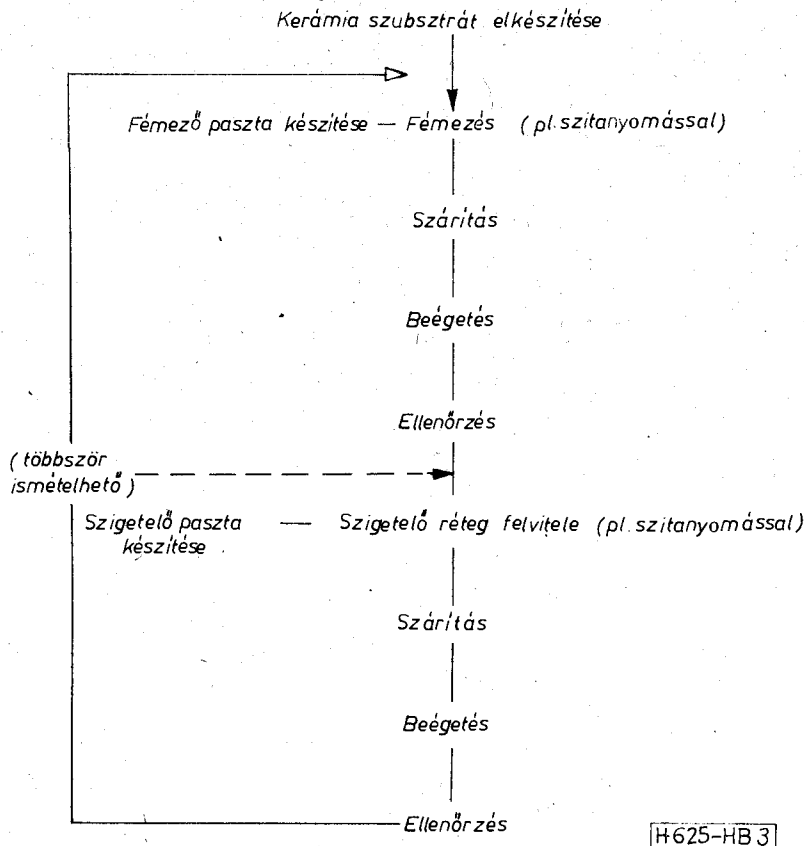 Kerámia szubsztrát elkészítése
Fémező paszta készítése — Fémezés (pl. szitanyomással)
Szárítás
Beégetés
Ellenőrzés
(többször
ismételhető)
Szigetelő paszta — Szigetelő réteg felvitele (pl. szitanyomással)
készítése
Szárítás
Beégetés
Ellenőrzés
H625-HB3